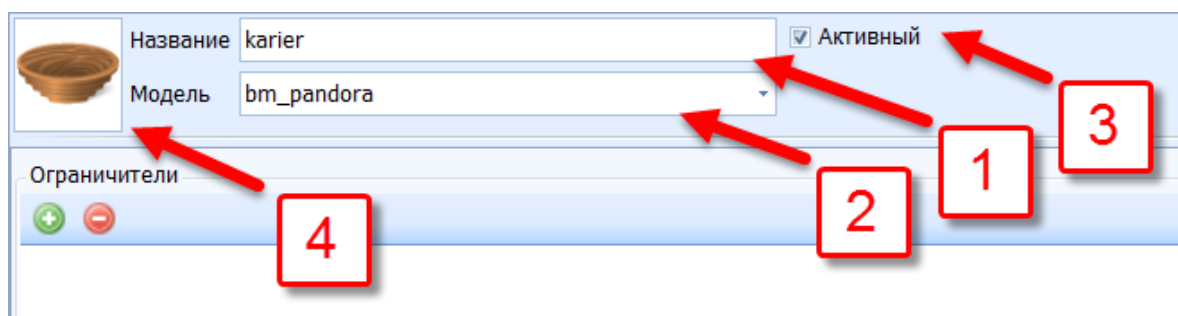 Название karier Активный
Модель bm_pandora
3
1
Ограничители
2
4